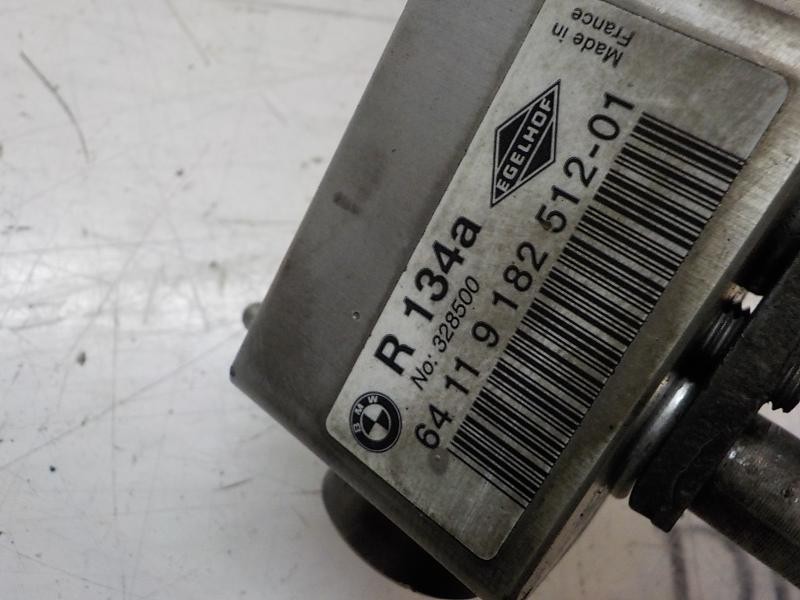 Made in
France
EGELHOF
R 134a
No: 328500
64 11 9 182 512-01
BMW